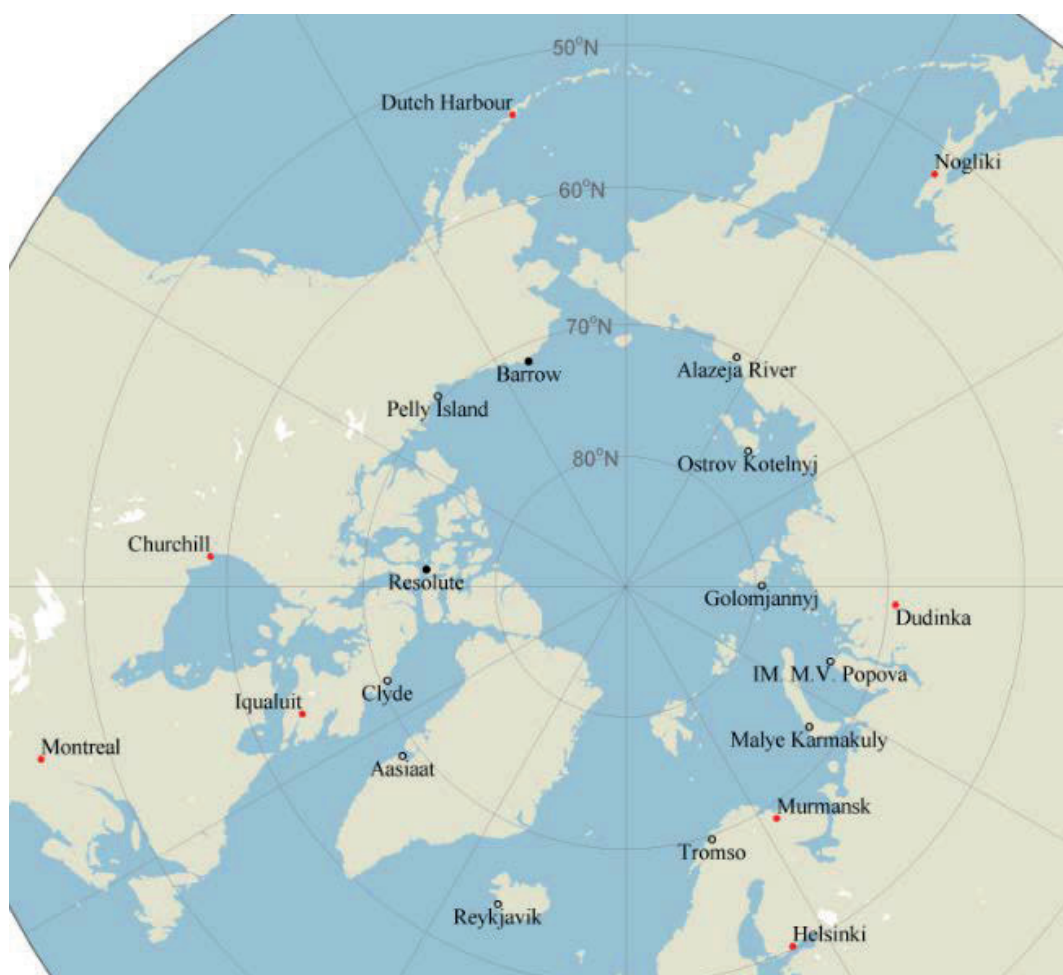 50°N
Dutch Harbour
Nogliki
60°N
70°N
Alazeja River
Barrow
Pelly Island
80°N
Ostrov Kotelnyj
Churchill
Resolute
Golomjannyj
Dudinka
IM. M.V. Popova
Clyde
Iqualuit
Malye Karmakuly
Montreal
Aasiaat
Murmansk
Tromso
Reykjavik
Helsinki